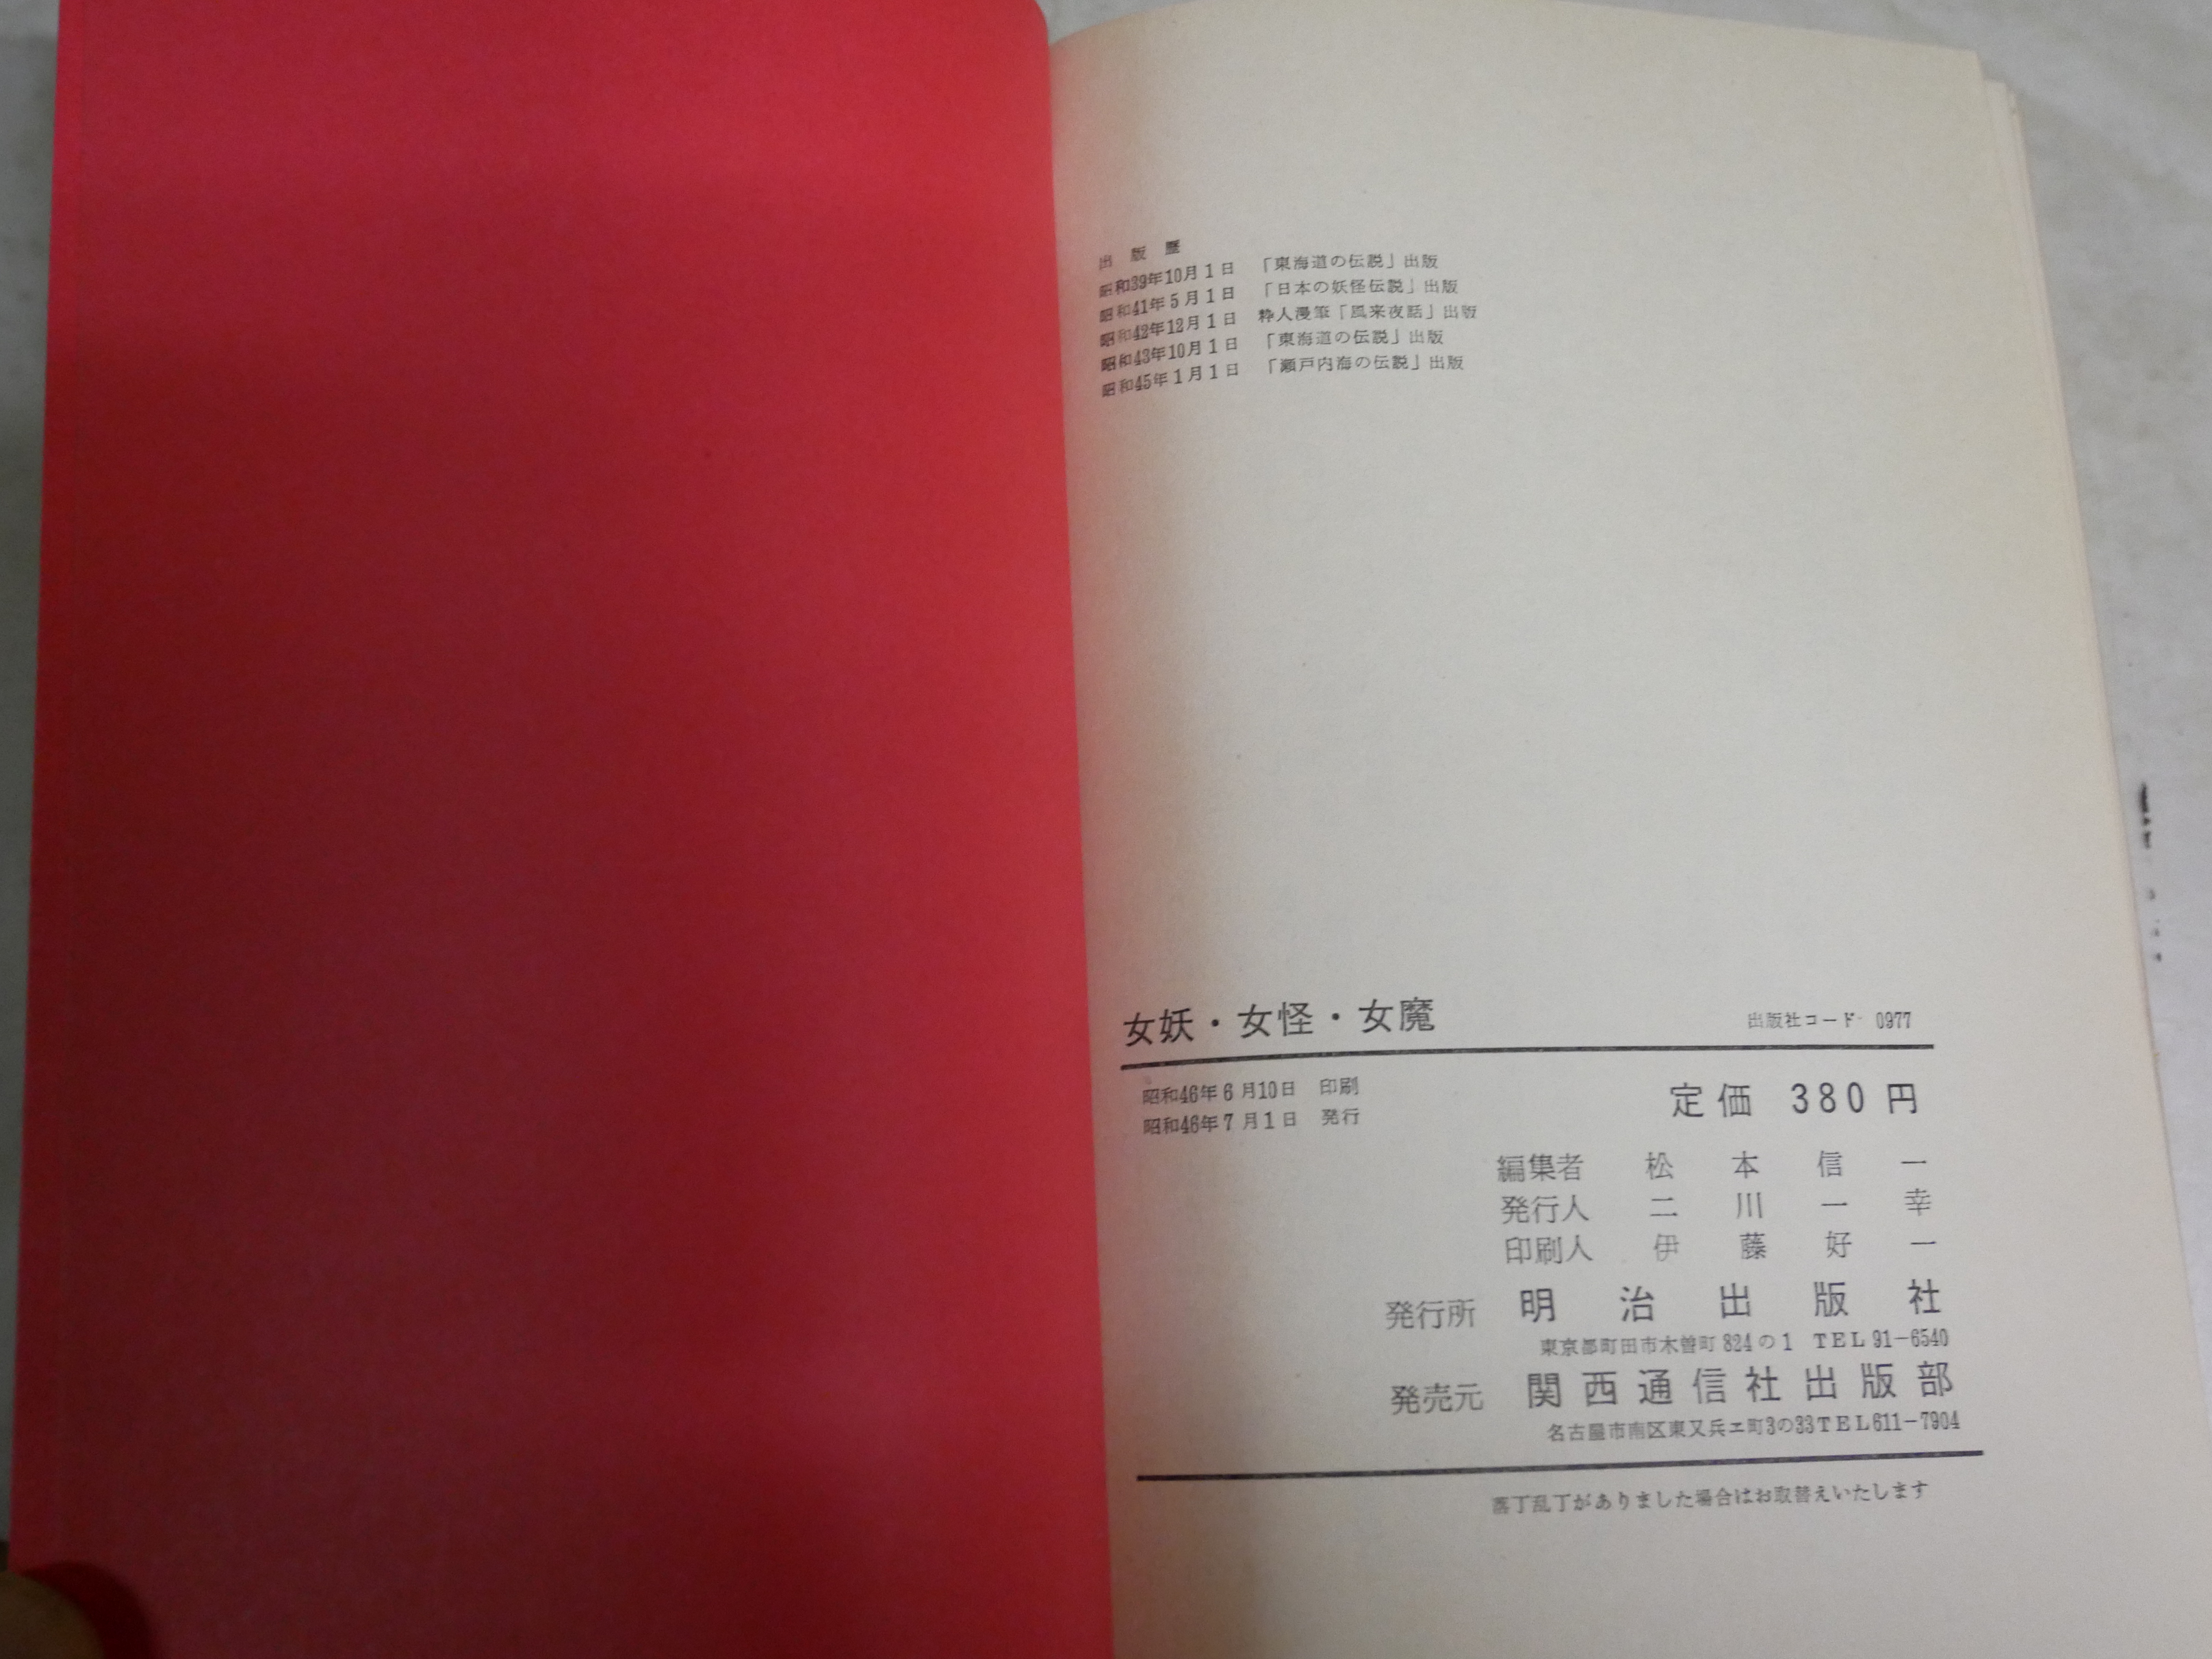 出版歴
昭和39年10月1日 「東海道の伝説」出版
昭和41年5月1日 「日本の妖怪伝説」出版
昭和42年12月1日 粋人漫筆「風来夜話」出版
昭和43年10月1日 「東海道の伝説」出版
昭和45年1月1日 「瀬戸内海の伝説」出版
女妖・女怪・女魔 出版社コード 0977
昭和46年6月10日 印刷
昭和46年7月1日 発行
定価 380円
編集者 松本信一
発行人 二川一幸
印刷人 伊藤好一
発行所 明治出版社
東京都町田市木曽町824の1 TEL91-6540
発売元 関西通信社出版部
名古屋市南区東又兵エ町3の33TEL611-7904
落丁乱丁がありました場合はお取替えいたします